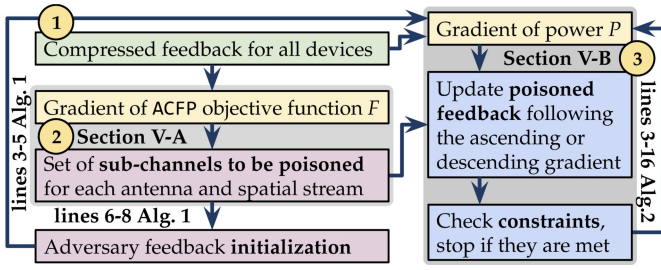 1
Compressed feedback for all devices
Gradient of ACFP objective function F
2
Section V-A
Set of sub-channels to be poisoned
for each antenna and spatial stream
lines 6-8 Alg. 1
Adversary feedback initialization
lines 3-5 Alg. 1
Gradient of power P
Section V-B
3
Update poisoned
feedback following
the ascending or
descending gradient
Check constraints,
stop if they are met
lines 3-16 Alg.2